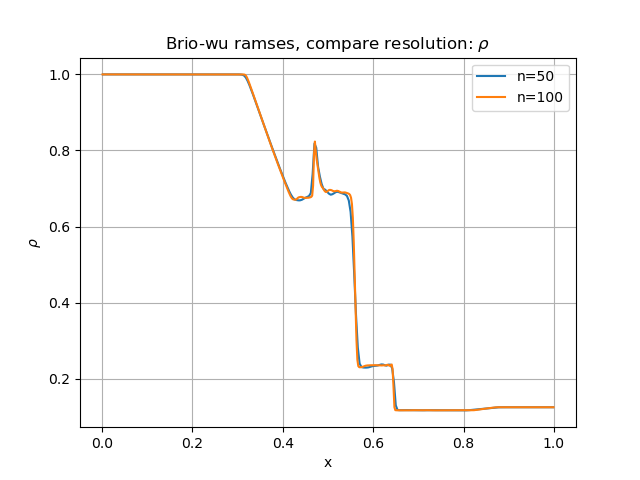 Brio-wu ramses, compare resolution: ρ
n=50
n=100
1.0
0.8
0.6
0.4
0.2
ρ
0.0 0.2 0.4 0.6 0.8 1.0
x